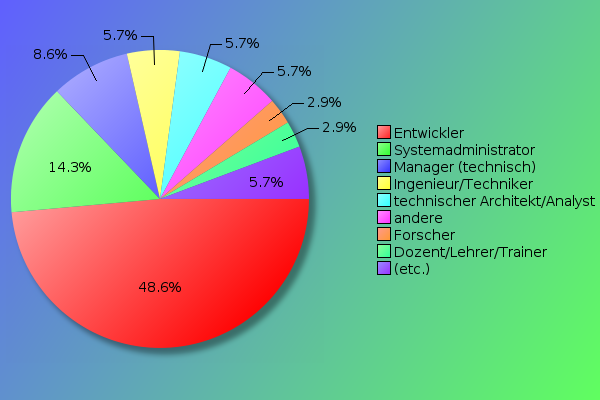 5.7%
8.6%
5.7%
5.7%
2.9%
2.9%
14.3%
5.7%
48.6%
Entwickler
Systemadministrator
Manager (technisch)
Ingenieur/Techniker
technischer Architekt/Analyst
andere
Forscher
Dozent/Lehrer/Trainer
(etc.)